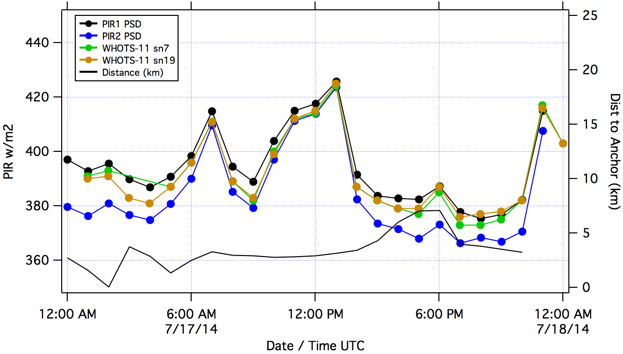 PIR1 PSD
PIR2 PSD
WHOTS-11 sn7
WHOTS-11 sn19
Distance (km)
PIR w/m2
440
420
400
380
360
25
20
15
10
5
0
Dist to Anchor (km)
12:00 AM
6:00 AM
12:00 PM
6:00 PM
12:00 AM
7/17/14
7/18/14
Date / Time UTC